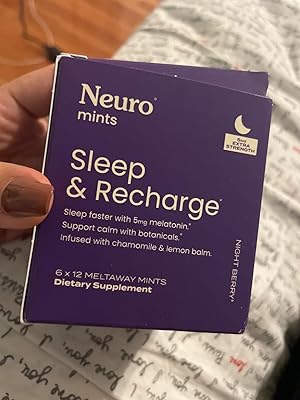 Neuro®
mints
5mg
EXTRA
STRENGTH
Sleep
& Recharge*
Sleep faster with 5mg melatonin.*
Support calm with botanicals.*
Infused with chamomile & lemon balm.
NIGHT BERRY+
6 x 12 MELTAWAY MINTS
Dietary Supplement